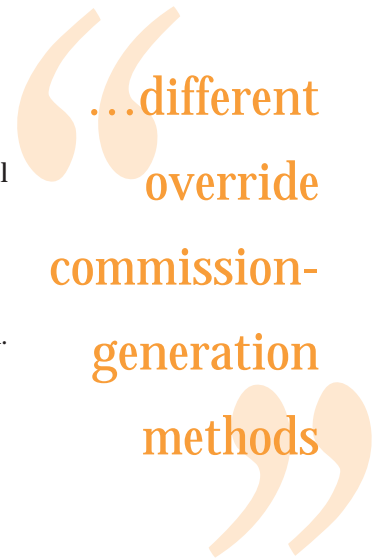 …different
l
override
commission-
.
generation
methods